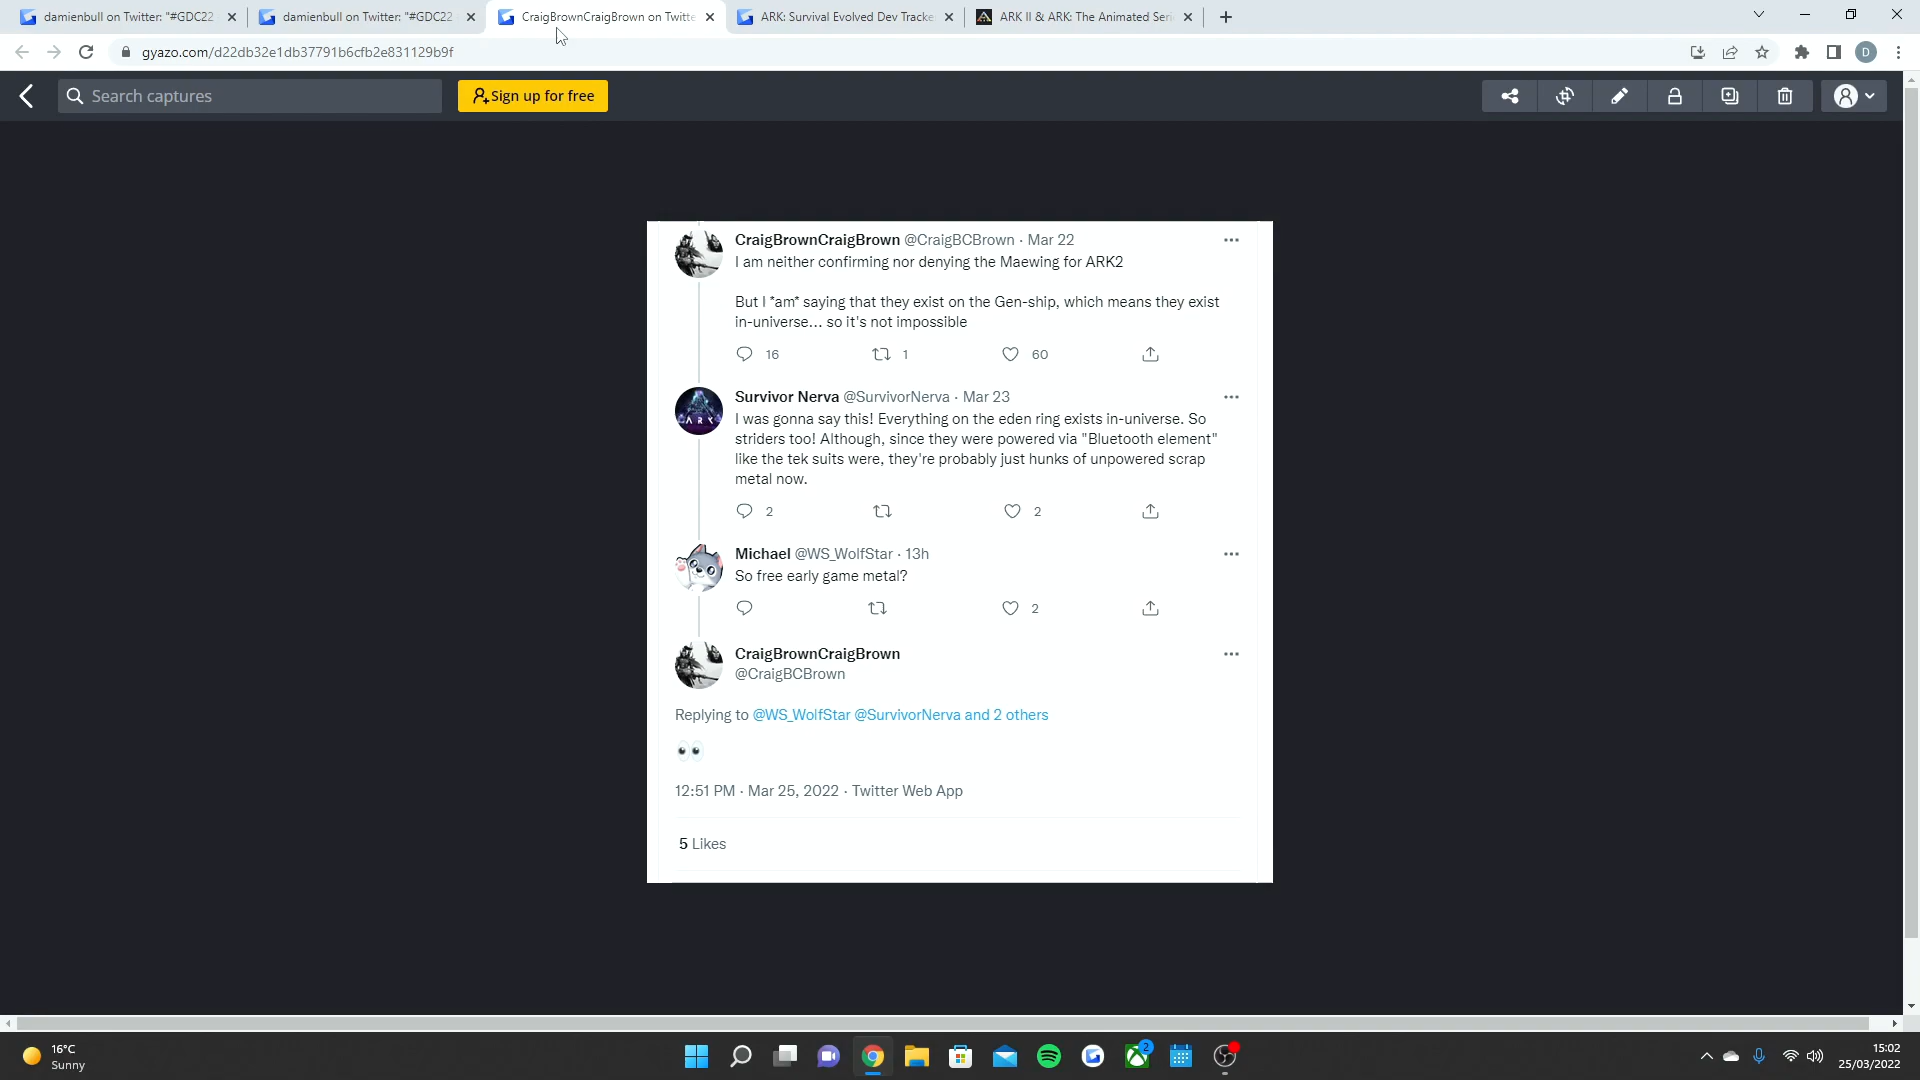 damienbull on Twitter: "#GDC22
damienbull on Twitter: "#GDC22
CraigBrownCraigBrown on Twitte
ARK: Survival Evolved Dev Tracke
ARK II & ARK: The Animated Seri
gyazo.com/d22db32e1db37791b6cfb2e831129b9f
D
Search captures
Sign up for free
CraigBrownCraigBrown @CraigBCBrown · Mar 22
I am neither confirming nor denying the Maewing for ARK2
But I *am* saying that they exist on the Gen-ship, which means they exist
in-universe... so it's not impossible
16 1 60
Survivor Nerva @SurvivorNerva · Mar 23
I was gonna say this! Everything on the eden ring exists in-universe. So
striders too! Although, since they were powered via "Bluetooth element"
like the tek suits were, they're probably just hunks of unpowered scrap
metal now.
2 2
ARK
Michael @WS_WolfStar · 13h
So free early game metal?
2
CraigBrownCraigBrown
@CraigBCBrown
Replying to @WS_WolfStar @SurvivorNerva and 2 others
👀
12:51 PM · Mar 25, 2022 · Twitter Web App
5 Likes
16°C
Sunny
2
15:02
25/03/2022